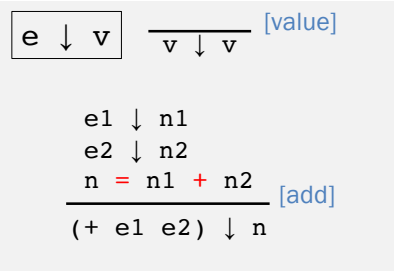 e ↓ v
[value]
v ↓ v
e1 ↓ n1
e2 ↓ n2
n = n1 + n2
[add]
(+ e1 e2) ↓ n